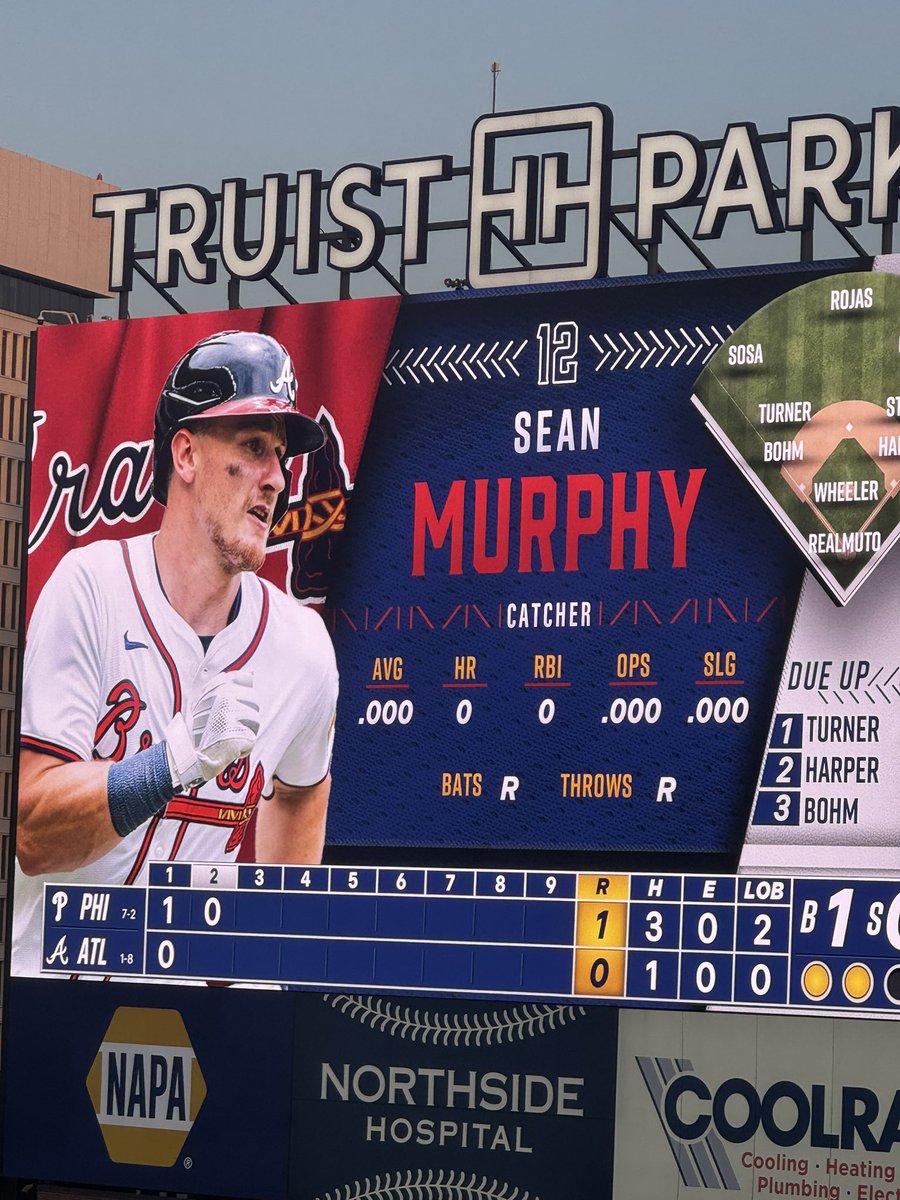 TRUIST PARK
12
SEAN
MURPHY
CATCHER
AVG HR RBI OPS SLG
.000 0 0 .000 .000
BATS R THROWS R
ROJAS
SOSA
TURNER
BOHM
WHEELER
REALMUTO
DUE UP
1 TURNER
2 HARPER
3 BOHM
1 2 3 4 5 6 7 8 9 R H E LOB
P PHI 7-2 1 0 1 3 0 2 B 1 S
A ATL 1-8 0 0 1 0 0
NAPA ®
NORTHSIDE
HOSPITAL
COOLRA
Cooling · Heating
Plumbing · Elect